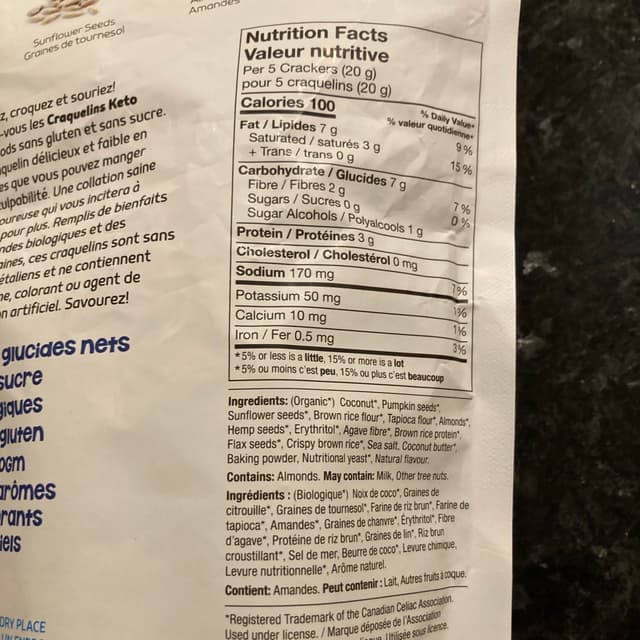 Sunflower Seeds
Graines de tournesol
Amandes
z, croquez et souriez!
-vous les Craquelins Keto
ods sans gluten et sans sucre.
quelin délicieux et faible en
es que vous pouvez manger
culpabilité. Une collation saine
oureuse qui vous incitera à
pour plus. Remplis de bienfaits
ndes biologiques et des
aines, ces craquelins sont sans
étaliens et ne contiennent
ne, colorant ou agent de
n artificiel. Savourez!
glucides nets
sucre
giques
gluten
OGM
arômes
rants
iels
DRY PLACE
Nutrition Facts
Valeur nutritive
Per 5 Crackers (20 g)
pour 5 craquelins (20 g)
Calories 100
% Daily Value*
% valeur quotidienne*
Fat / Lipides 7 g 9 %
Saturated / saturés 3 g
+ Trans / trans 0 g 15 %
Carbohydrate / Glucides 7 g
Fibre / Fibres 2 g 7 %
Sugars / Sucres 0 g 0 %
Sugar Alcohols / Polyalcools 1 g
Protein / Protéines 3 g
Cholesterol / Cholestérol 0 mg
Sodium 170 mg 7%
Potassium 50 mg 1%
Calcium 10 mg 1%
Iron / Fer 0.5 mg 3%
*5% or less is a little, 15% or more is a lot
*5% ou moins c'est peu, 15% ou plus c'est beaucoup
Ingredients: (Organic*) Coconut*, Pumpkin seeds*,
Sunflower seeds*, Brown rice flour*, Tapioca flour*, Almonds*,
Hemp seeds*, Erythritol*, Agave fibre*, Brown rice protein*,
Flax seeds*, Crispy brown rice*, Sea salt, Coconut butter*,
Baking powder, Nutritional yeast*, Natural flavour.
Contains: Almonds. May contain: Milk, Other tree nuts.
Ingrédients : (Biologique*) Noix de coco*, Graines de
citrouille*, Graines de tournesol*, Farine de riz brun*, Farine de
tapioca*, Amandes*, Graines de chanvre*, Érythritol*, Fibre
d'agave*, Protéine de riz brun*, Graines de lin*, Riz brun
croustillant*, Sel de mer, Beurre de coco*, Levure chimique,
Levure nutritionnelle*, Arôme naturel.
Contient: Amandes. Peut contenir : Lait, Autres fruits à coque.
*Registered Trademark of the Canadian Celiac Association.
Used under license. / Marque déposée de l'Association
Utilisée sous licence.